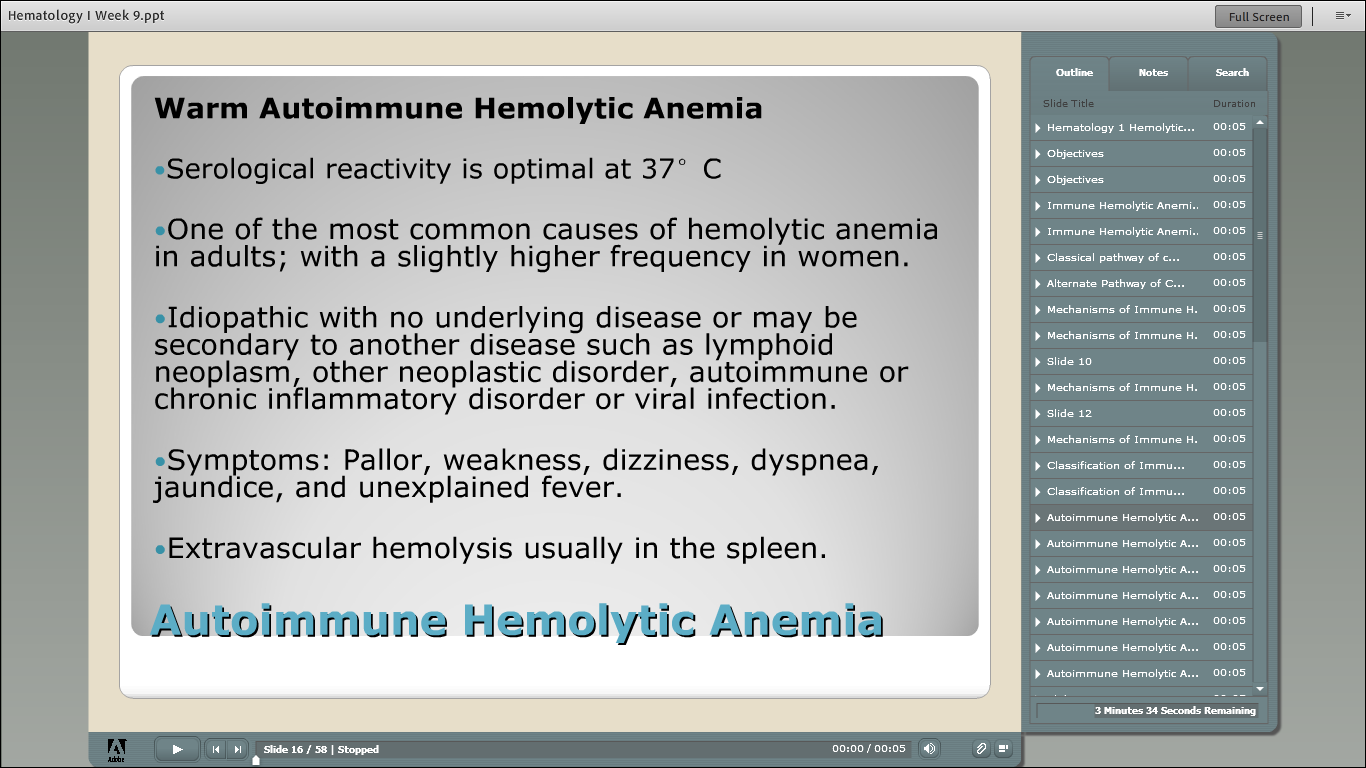 Hematology I Week 9.ppt
Full Screen
Warm Autoimmune Hemolytic Anemia
•Serological reactivity is optimal at 37° C
•One of the most common causes of hemolytic anemia
in adults; with a slightly higher frequency in women.
•Idiopathic with no underlying disease or may be
secondary to another disease such as lymphoid
neoplasm, other neoplastic disorder, autoimmune or
chronic inflammatory disorder or viral infection.
•Symptoms: Pallor, weakness, dizziness, dyspnea,
jaundice, and unexplained fever.
•Extravascular hemolysis usually in the spleen.
Autoimmune Hemolytic Anemia
Outline Notes Search
Slide Title Duration
Hematology 1 Hemolytic... 00:05
Objectives 00:05
Objectives 00:05
Immune Hemolytic Anemi.. 00:05
Immune Hemolytic Anemi.. 00:05
Classical pathway of c... 00:05
Alternate Pathway of C... 00:05
Mechanisms of Immune H. 00:05
Mechanisms of Immune H. 00:05
Slide 10 00:05
Mechanisms of Immune H. 00:05
Slide 12 00:05
Mechanisms of Immune H. 00:05
Classification of Immu... 00:05
Classification of Immu... 00:05
Autoimmune Hemolytic A... 00:05
Autoimmune Hemolytic A... 00:05
Autoimmune Hemolytic A... 00:05
Autoimmune Hemolytic A... 00:05
Autoimmune Hemolytic A... 00:05
Autoimmune Hemolytic A... 00:05
Autoimmune Hemolytic A... 00:05
3 Minutes 34 Seconds Remaining
Adobe
Slide 16 / 58 | Stopped
00:00 / 00:05